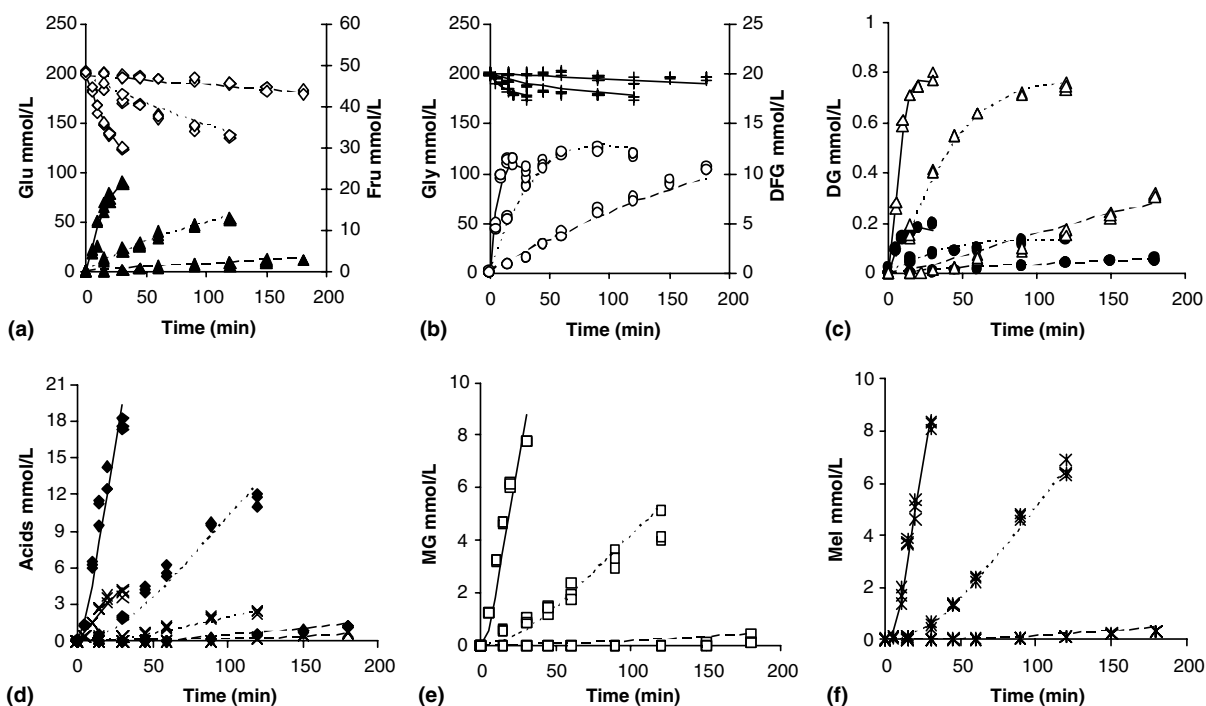 250
200
150
100
50
0
Glu mmol/L
60
50
40
30
20
10
0
Fru mmol/L
0 50 100 150 200
Time (min)
(a)
250
200
150
100
50
0
Gly mmol/L
25
20
15
10
5
0
DFG mmol/L
0 50 100 150 200
Time (min)
(b)
1
0.8
0.6
0.4
0.2
0
DG mmol/L
0 50 100 150 200
Time (min)
(c)
21
18
15
12
9
6
3
0
Acids mmol/L
0 50 100 150 200
Time (min)
(d)
10
8
6
4
2
0
MG mmol/L
0 50 100 150 200
Time (min)
(e)
10
8
6
4
2
0
Mel mmol/L
0 50 100 150 200
Time (min)
(f)